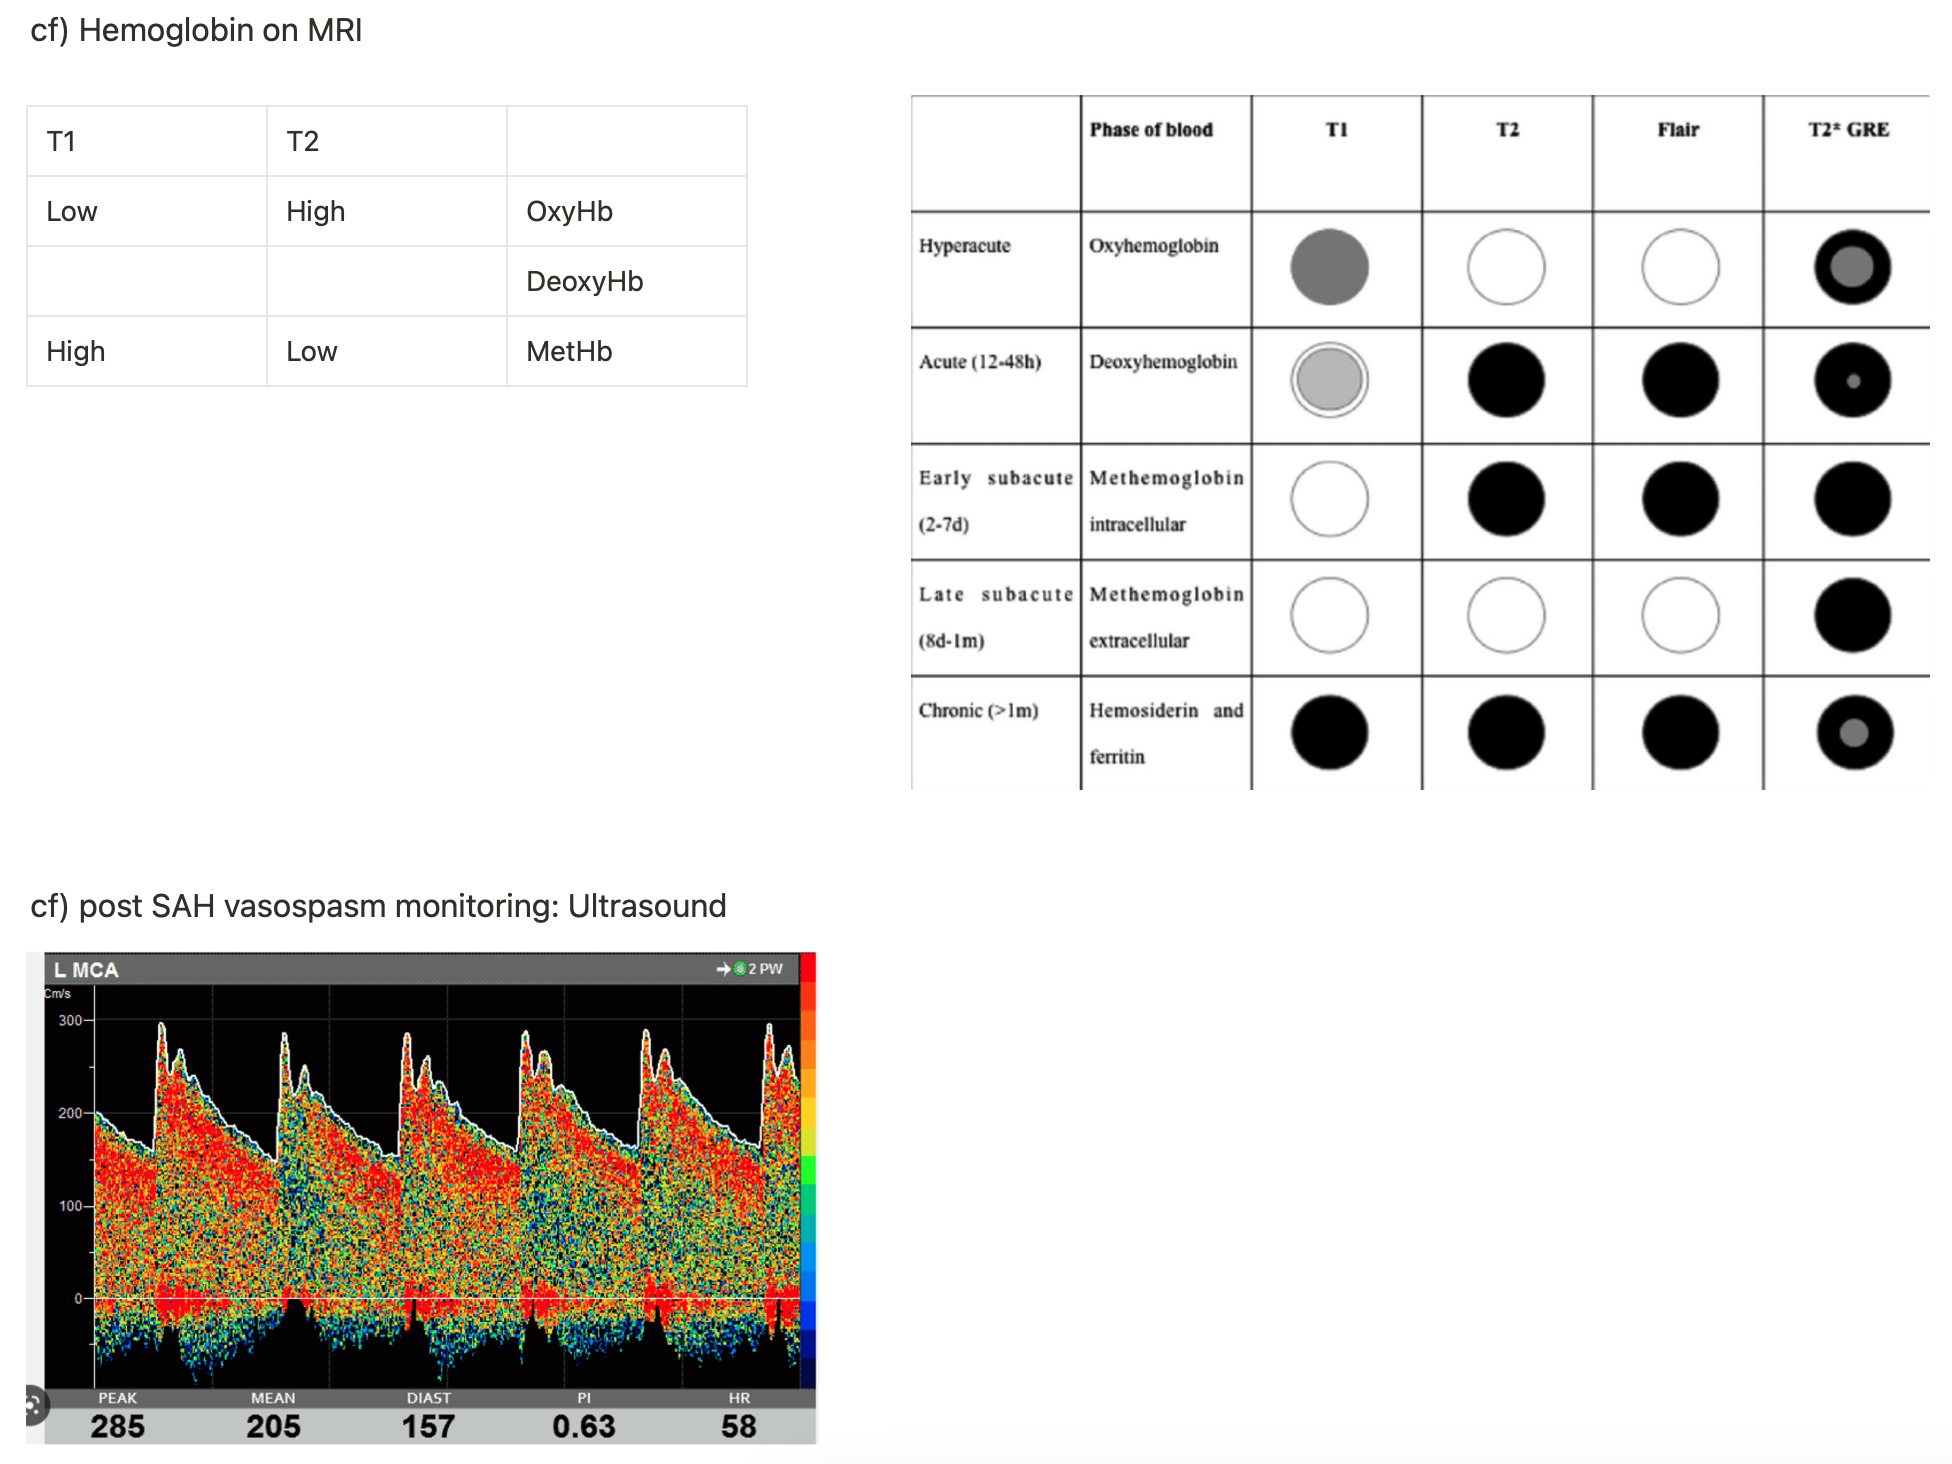 cf) Hemoglobin on MRI
T1 T2
Low High OxyHb
DeoxyHb
High Low MetHb
Phase of blood T1 T2 Flair T2* GRE
Hyperacute Oxyhemoglobin
Acute (12-48h) Deoxyhemoglobin
Early subacute Methemoglobin
(2-7d) intracellular
Late subacute Methemoglobin
(8d-1m) extracellular
Chronic (>1m) Hemosiderin and
ferritin
cf) post SAH vasospasm monitoring: Ultrasound
L MCA 2 PW
Cm/s
300
200
100
0
PEAK MEAN DIAST PI HR
285 205 157 0.63 58